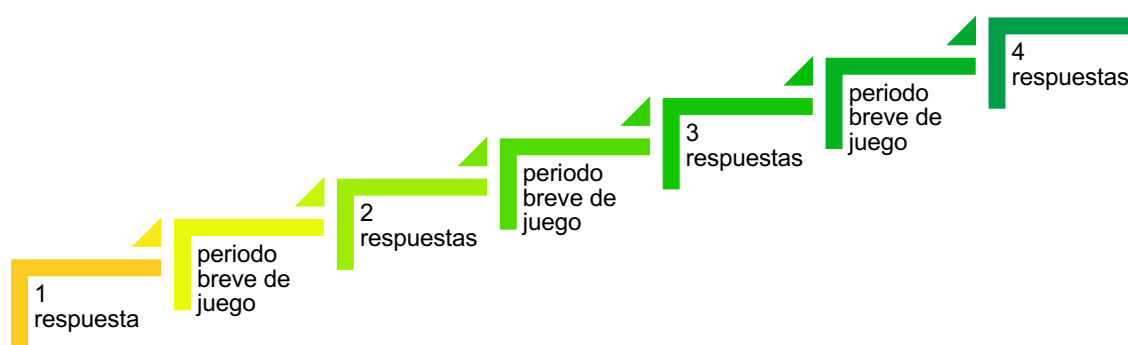 1
respuesta
periodo
breve de
juego
2
respuestas
periodo
breve de
juego
3
respuestas
periodo
breve de
juego
4
respuestas